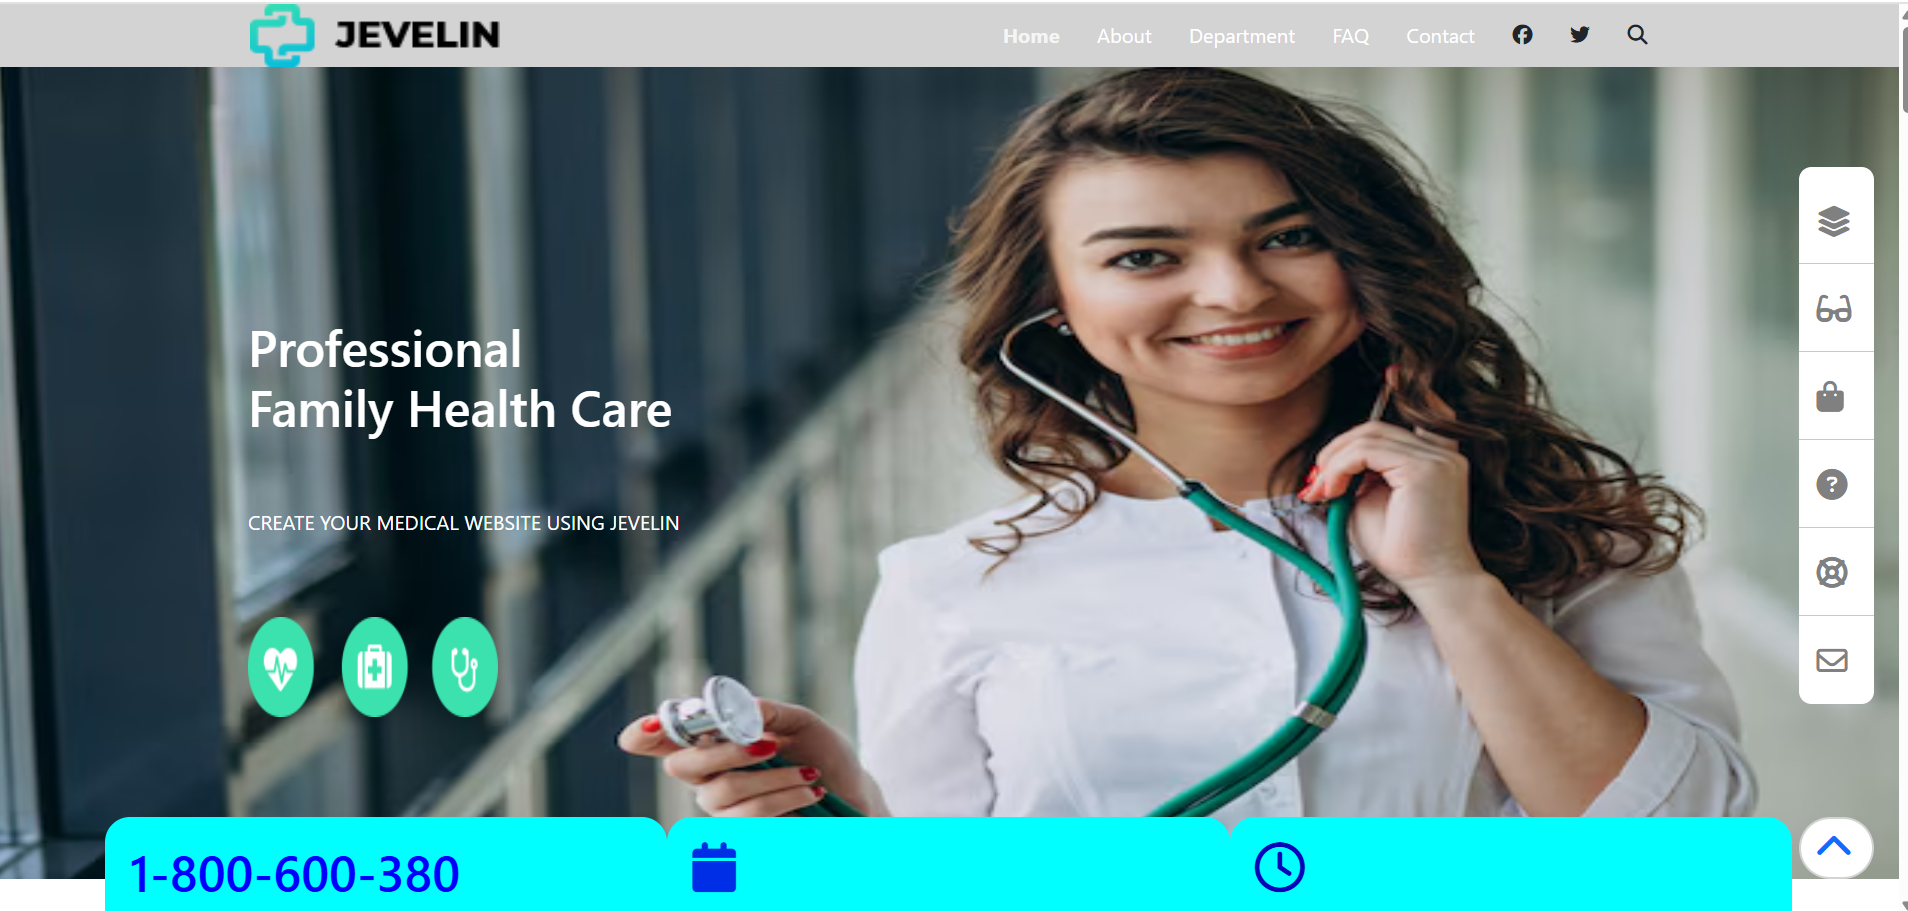 JEVELIN
Home About Department FAQ Contact
Professional
Family Health Care
CREATE YOUR MEDICAL WEBSITE USING JEVELIN
1-800-600-380